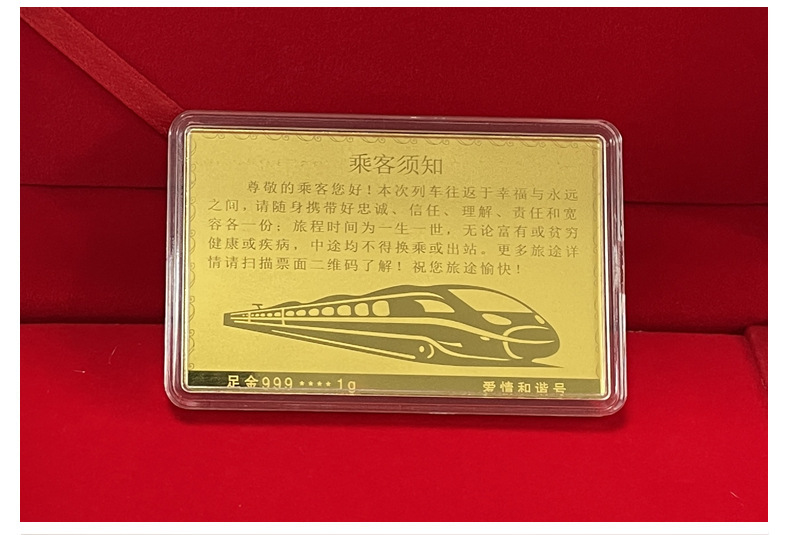 乘客须知
尊敬的乘客您好!本次列车往返于幸福与永远
之间,请随身携带好忠诚、信任、理解、责任和宽
容各一份;旅程时间为一生一世,无论富有或贫穷
健康或疾病,中途均不得换乘或出站。更多旅途详
情请扫描票面二维码了解!祝您旅途愉快!
足金999 **** 1g
爱情和谐号